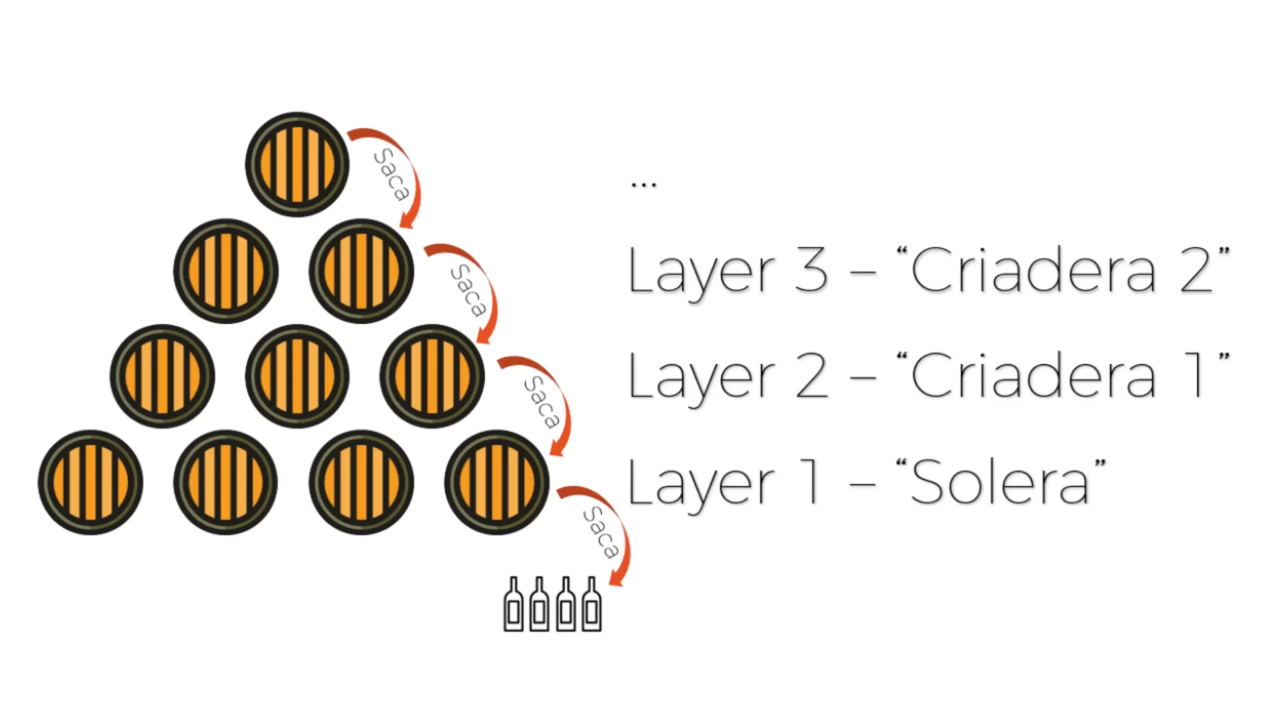 Saca
...
Saca
Layer 3 – “Criadera 2”
Saca
Layer 2 – “Criadera 1”
Layer 1 – “Solera”
Saca